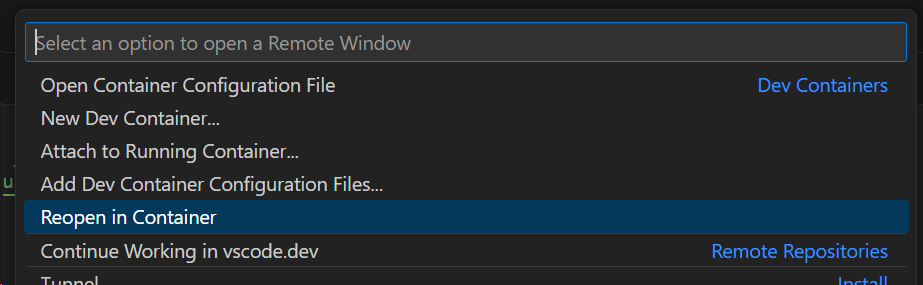 Select an option to open a Remote Window
Open Container Configuration File Dev Containers
New Dev Container...
Attach to Running Container...
Add Dev Container Configuration Files...
Reopen in Container
Continue Working in vscode.dev Remote Repositories
Tunnel Install